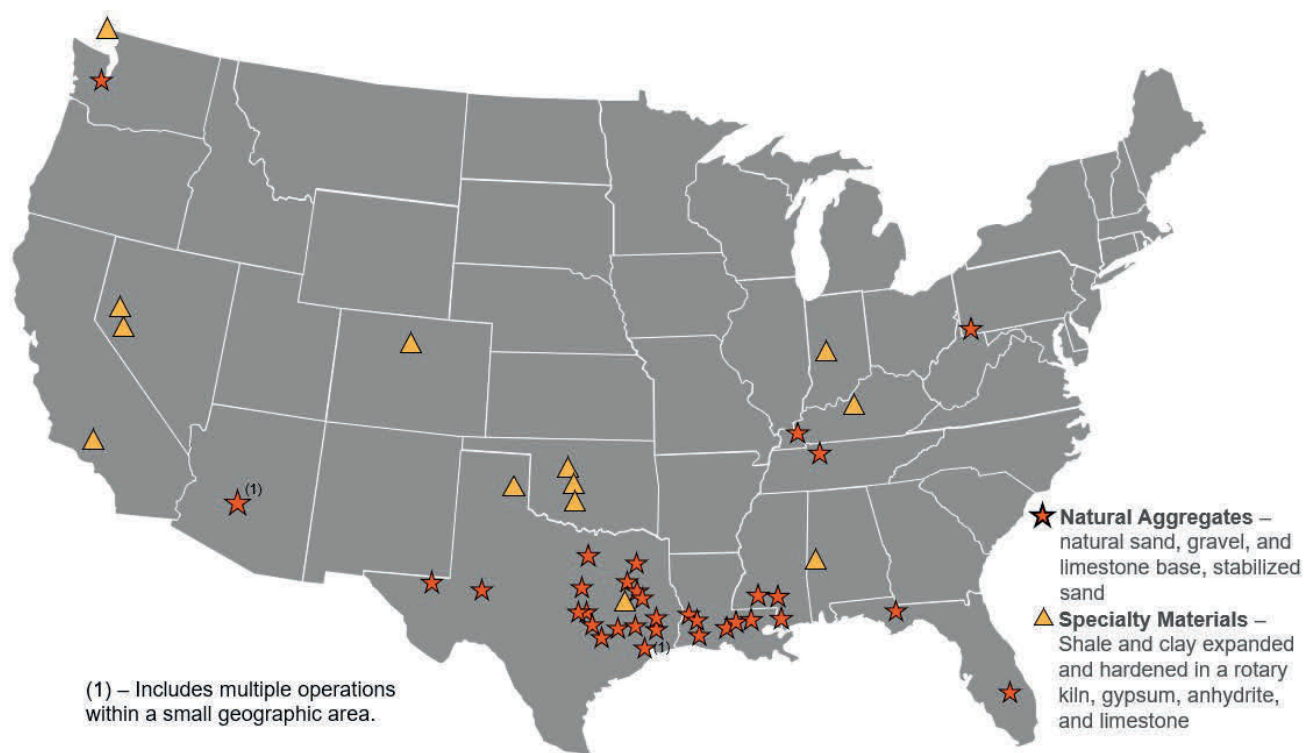 (1)
(1)
Natural Aggregates –
natural sand, gravel, and
limestone base, stabilized
sand
Specialty Materials –
Shale and clay expanded
and hardened in a rotary
kiln, gypsum, anhydrite,
and limestone
(1) – Includes multiple operations
within a small geographic area.